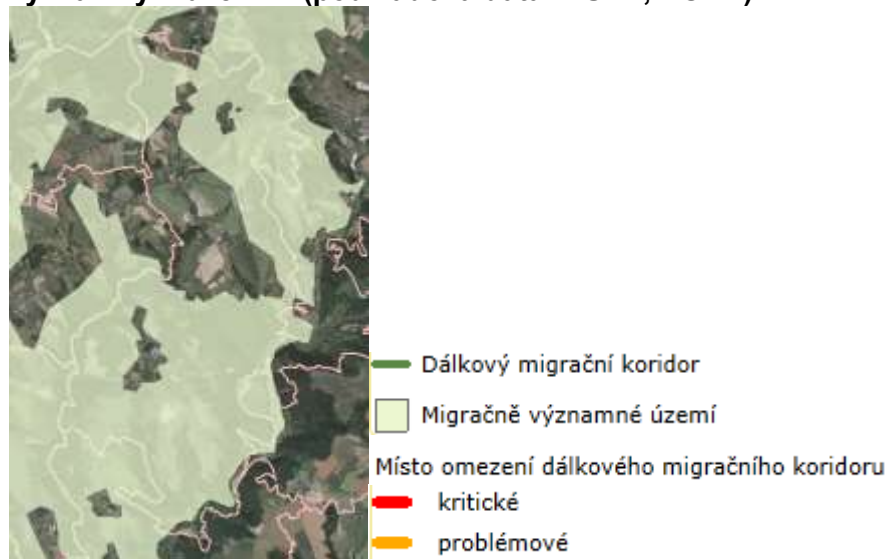 Dálkový migrační koridor
Migračně významné území
Místo omezení dálkového migračního koridoru
kritické
problémové